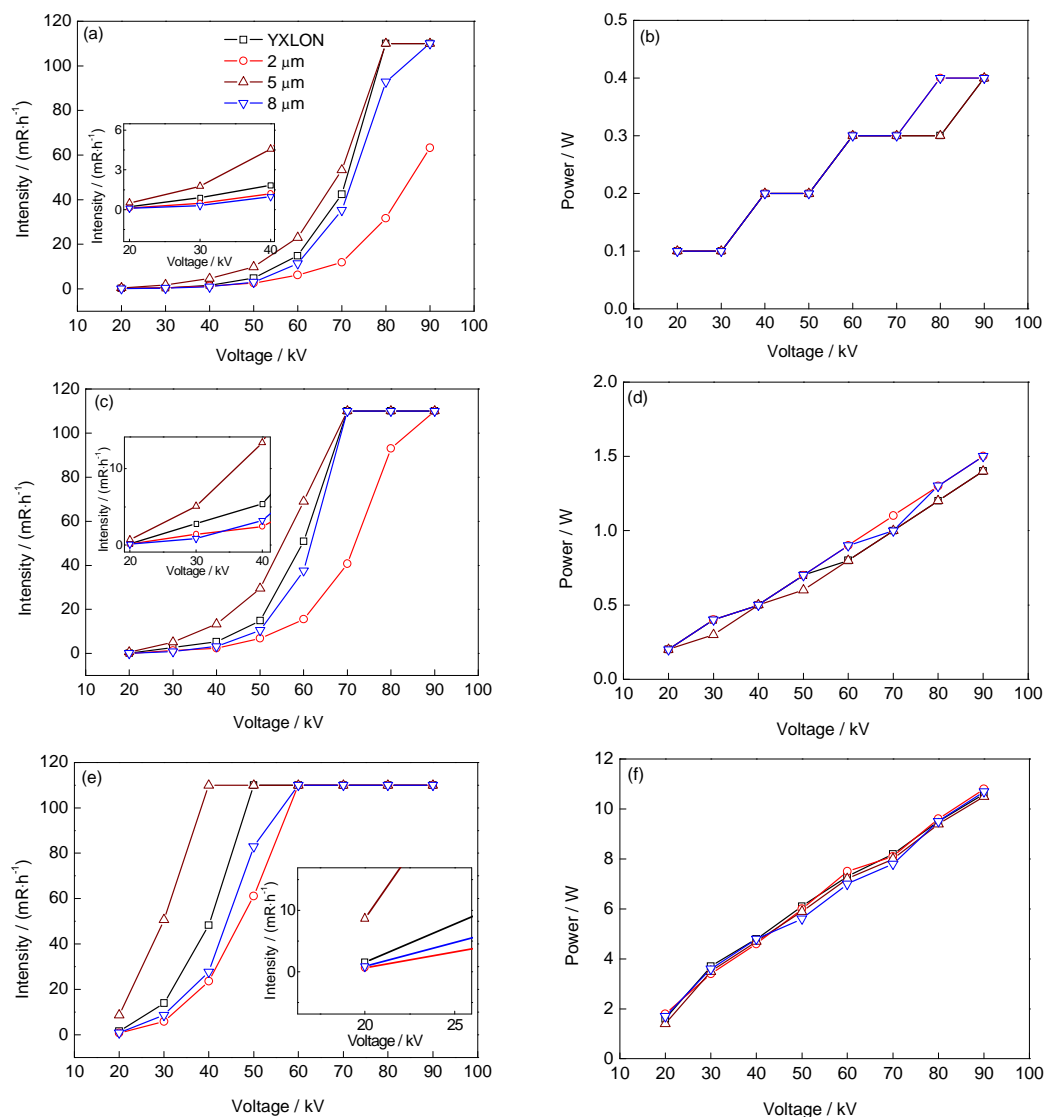 (a)
YXLON
2 μm
5 μm
8 μm
Intensity / (mR·h⁻¹)
120
100
80
60
40
20
0
10 20 30 40 50 60 70 80 90 100
Voltage / kV
Intensity / (mR·h⁻¹)
6
3
0
20 30 40
Voltage / kV
(b)
Power / W
0.5
0.4
0.3
0.2
0.1
0.0
10 20 30 40 50 60 70 80 90 100
Voltage / kV
(c)
Intensity / (mR·h⁻¹)
120
100
80
60
40
20
0
10 20 30 40 50 60 70 80 90 100
Voltage / kV
Intensity / (mR·h⁻¹)
10
0
20 30 40
Voltage / kV
(d)
Power / W
2.0
1.5
1.0
0.5
0.0
10 20 30 40 50 60 70 80 90 100
Voltage / kV
(e)
Intensity / (mR·h⁻¹)
120
100
80
60
40
20
0
10 20 30 40 50 60 70 80 90 100
Voltage / kV
Intensity / (mR·h⁻¹)
10
0
20 25
Voltage / kV
(f)
Power / W
12
10
8
6
4
2
0
10 20 30 40 50 60 70 80 90 100
Voltage / kV